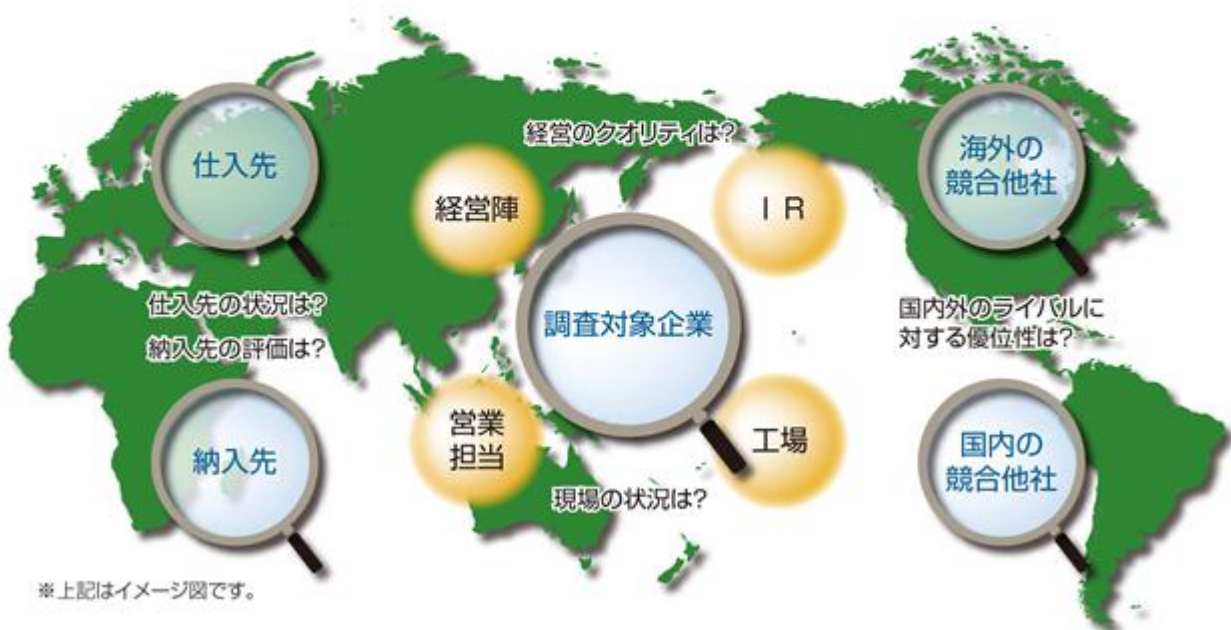 経営のクオリティは?
仕入先
経営陣
IR
海外の
競合他社
調査対象企業
仕入先の状況は?
納入先の評価は?
国内外のライバルに
対する優位性は?
納入先
営業
担当
工場
国内の
競合他社
現場の状況は?
※上記はイメージ図です。